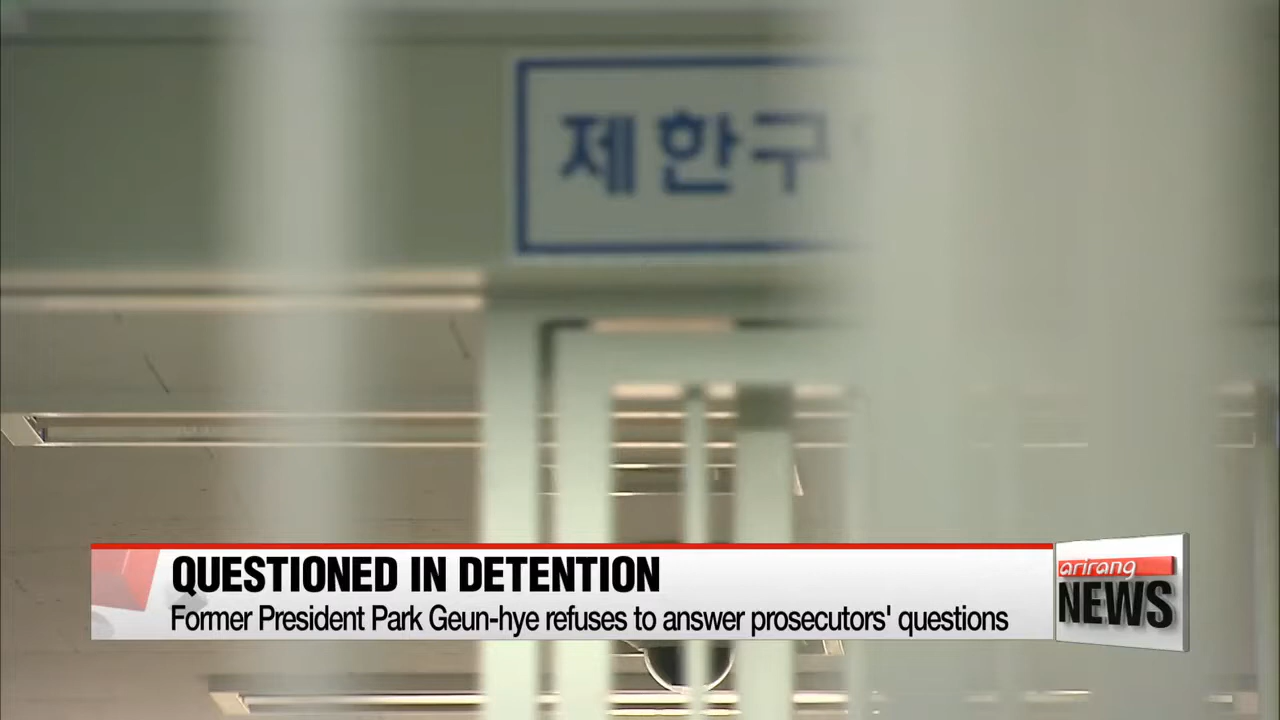 제한구
QUESTIONED IN DETENTION
Former President Park Geun-hye refuses to answer prosecutors' questions
arirang
NEWS